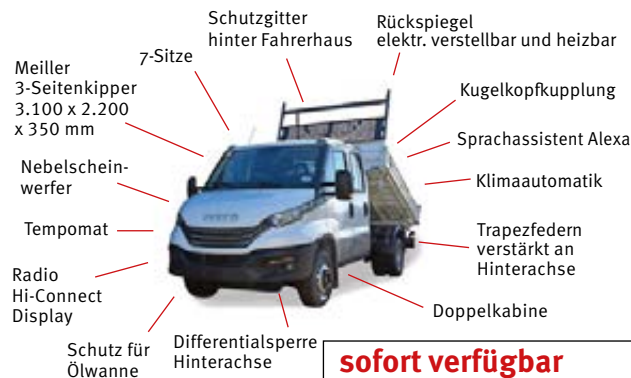 Schutzgitter
hinter Fahrerhaus
Rückspiegel
elektr. verstellbar und heizbar
7-Sitze
Meiller
3-Seitenkipper
3.100 x 2.200
x 350 mm
Kugelkopfkupplung
Sprachassistent Alexa
Nebelschein-
werfer
Klimaautomatik
Tempomat
IVECO
Trapezfedern
verstärkt an
Hinterachse
Radio
Hi-Connect
Display
Doppelkabine
Schutz für
Ölwanne
Differentialsperre
Hinterachse
sofort verfügbar